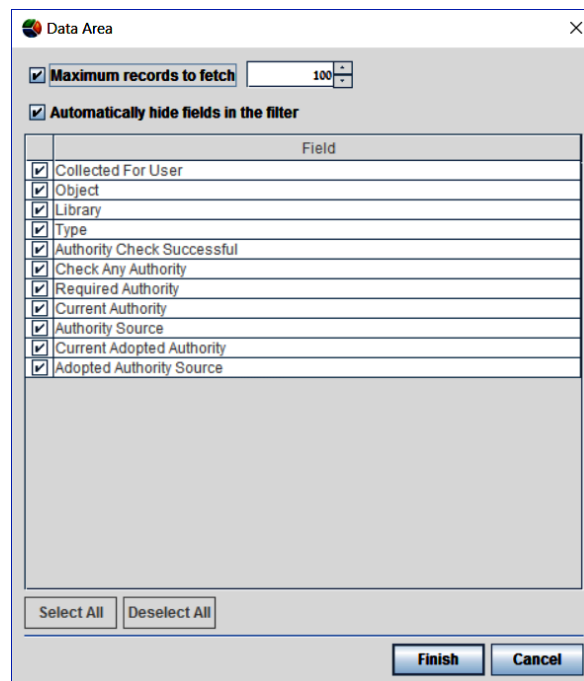 Data Area
Maximum records to fetch 100
Automatically hide fields in the filter
Field
Collected For User
Object
Library
Type
Authority Check Successful
Check Any Authority
Required Authority
Current Authority
Authority Source
Current Adopted Authority
Adopted Authority Source
Select All Deselect All
Finish Cancel